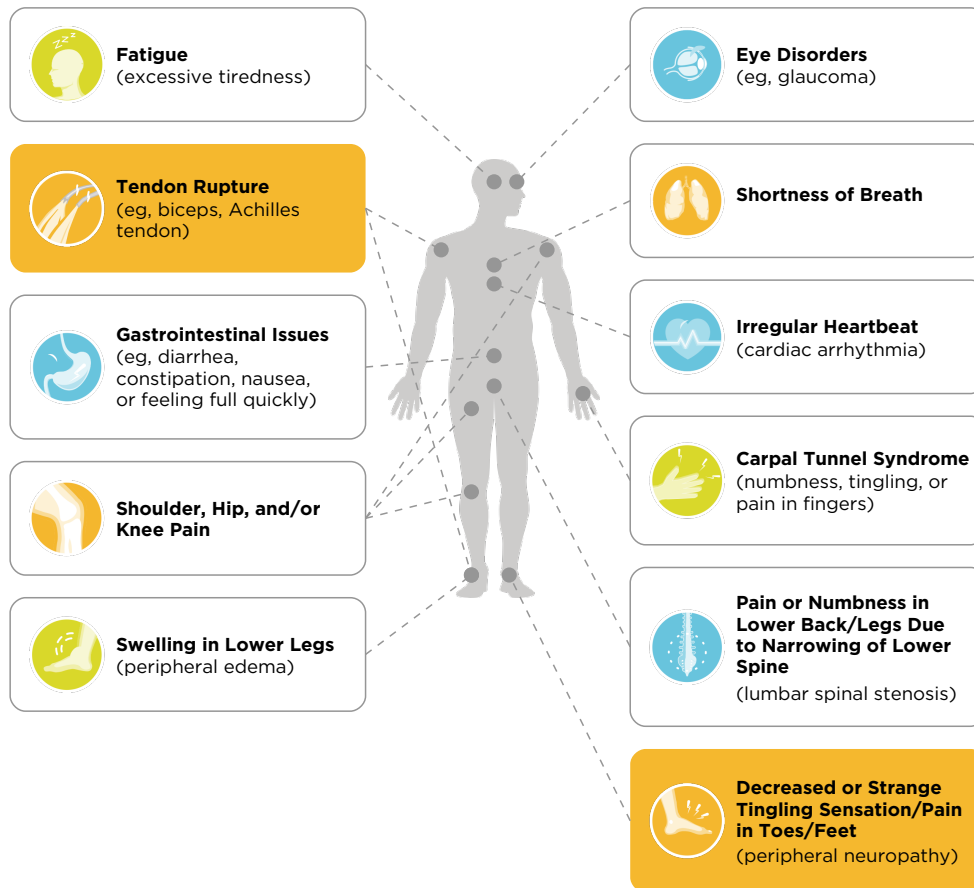 Fatigue
(excessive tiredness)
Tendon Rupture
(eg, biceps, Achilles
tendon)
Gastrointestinal Issues
(eg, diarrhea,
constipation, nausea,
or feeling full quickly)
Shoulder, Hip, and/or
Knee Pain
Swelling in Lower Legs
(peripheral edema)
Eye Disorders
(eg, glaucoma)
Shortness of Breath
Irregular Heartbeat
(cardiac arrhythmia)
Carpal Tunnel Syndrome
(numbness, tingling, or
pain in fingers)
Pain or Numbness in
Lower Back/Legs Due
to Narrowing of Lower
Spine
(lumbar spinal stenosis)
Decreased or Strange
Tingling Sensation/Pain
in Toes/Feet
(peripheral neuropathy)